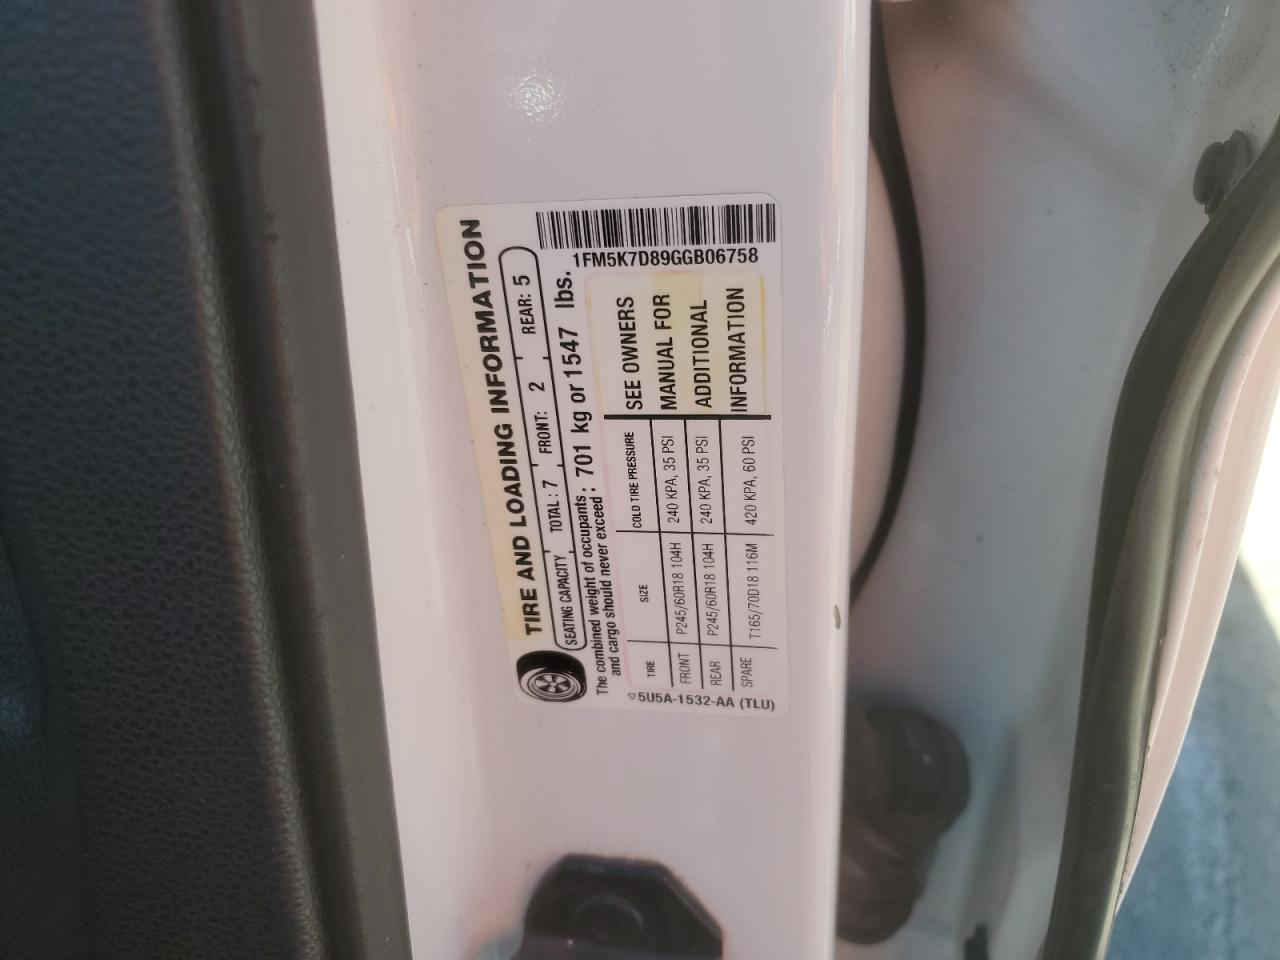 TIRE AND LOADING INFORMATION
SEATING CAPACITY TOTAL: 7 FRONT: 2 REAR: 5
The combined weight of occupants and cargo should never exceed: 701 kg or 1547 lbs.
TIRE SIZE COLD TIRE PRESSURE
FRONT P245/60R18 104H 240 KPA, 35 PSI
REAR P245/60R18 104H 240 KPA, 35 PSI
SPARE T165/70D18 116M 420 KPA, 60 PSI
SEE OWNERS
MANUAL FOR
ADDITIONAL
INFORMATION
5U5A-1532-AA (TLU)
1FM5K7D89GGB06758